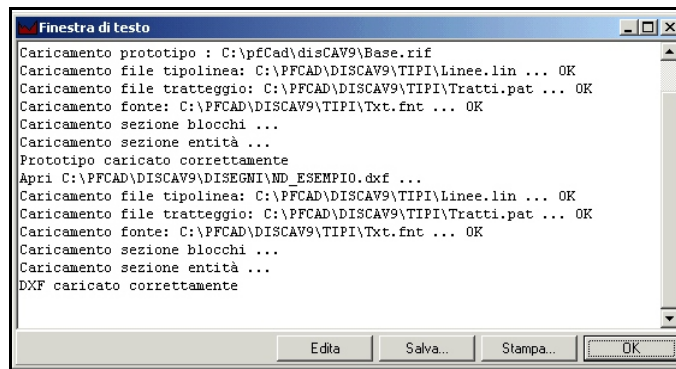 Finestra di testo
Caricamento prototipo : C:\pfCad\disCAV9\Base.rif
Caricamento file tipolinea: C:\PFCAD\DISCAV9\TIPI\Linee.lin ... OK
Caricamento file tratteggio: C:\PFCAD\DISCAV9\TIPI\Tratti.pat ... OK
Caricamento fonte: C:\PFCAD\DISCAV9\TIPI\Txt.fnt ... OK
Caricamento sezione blocchi ...
Caricamento sezione entità ...
Prototipo caricato correttamente
Apri C:\PFCAD\DISCAV9\DISEGNI\ND_ESEMPIO.dxf ...
Caricamento file tipolinea: C:\PFCAD\DISCAV9\TIPI\Linee.lin ... OK
Caricamento file tratteggio: C:\PFCAD\DISCAV9\TIPI\Tratti.pat ... OK
Caricamento fonte: C:\PFCAD\DISCAV9\TIPI\Txt.fnt ... OK
Caricamento sezione blocchi ...
Caricamento sezione entità ...
DXF caricato correttamente
Edita Salva... Stampa... OK